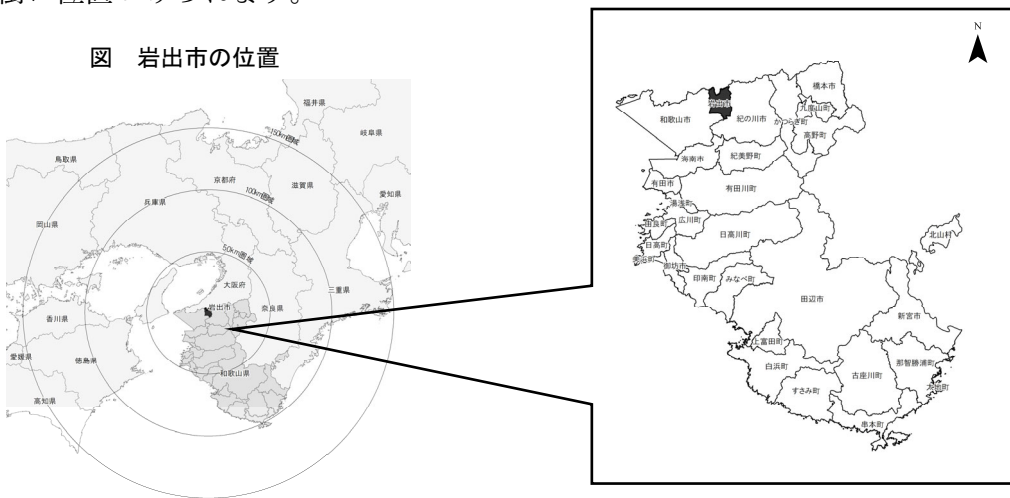 位置
図 岩出市の位置
福井県
150km圏域
岐阜県
鳥取県
京都府
滋賀県
100km圏域
愛知県
兵庫県
岡山県
50km圏域
大阪府
三重県
岩出市
奈良県
香川県
愛媛県
徳島県
和歌山県
高知県
N
橋本市
岩出市
九度山町
和歌山市
紀の川市
かつらぎ町
高野町
海南市
紀美野町
有田市
有田川町
湯浅町
由良町
広川町
日高川町
北山村
日高町
美浜町
御坊市
印南町
みなべ町
田辺市
新宮市
上富田町
白浜町
古座川町
那智勝浦町
太地町
すさみ町
串本町